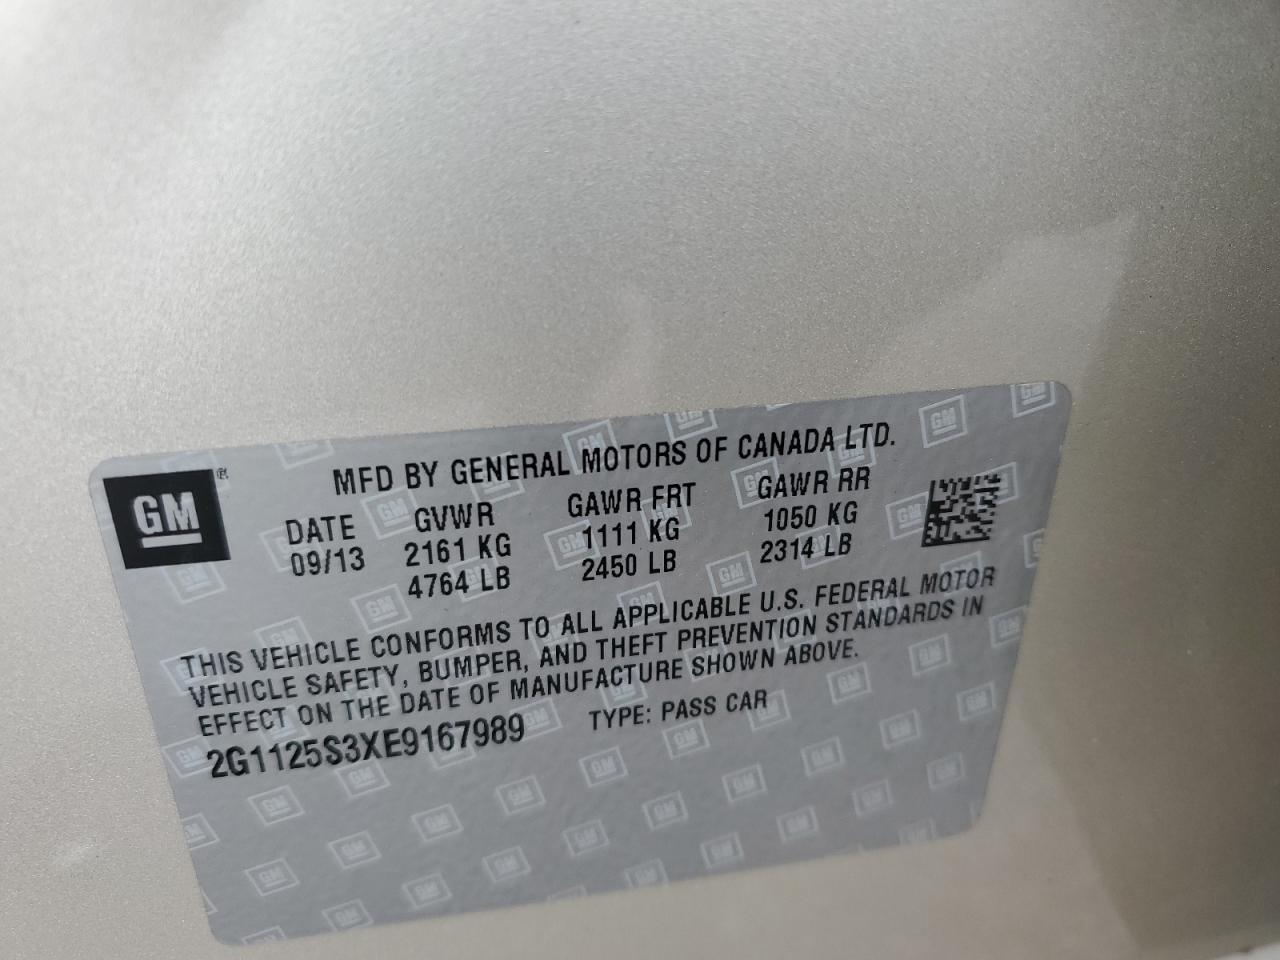 GM ®
MFD BY GENERAL MOTORS OF CANADA LTD.
DATE GVWR GAWR FRT GAWR RR
09/13 2161 KG 1111 KG 1050 KG
4764 LB 2450 LB 2314 LB
THIS VEHICLE CONFORMS TO ALL APPLICABLE U.S. FEDERAL MOTOR
VEHICLE SAFETY, BUMPER, AND THEFT PREVENTION STANDARDS IN
EFFECT ON THE DATE OF MANUFACTURE SHOWN ABOVE.
2G1125S3XE9167989 TYPE: PASS CAR